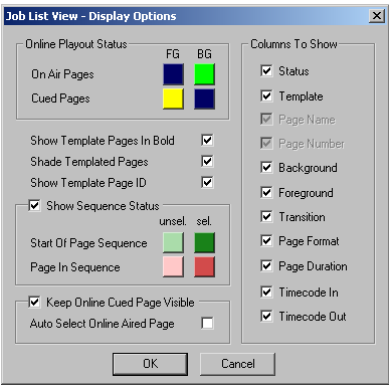 Job List View - Display Options
Online Playout Status
FG BG
On Air Pages
Cued Pages
Show Template Pages In Bold
Shade Templated Pages
Show Template Page ID
Show Sequence Status
unsel. sel.
Start Of Page Sequence
Page In Sequence
Keep Online Cued Page Visible
Auto Select Online Aired Page
Columns To Show
Status
Template
Page Name
Page Number
Background
Foreground
Transition
Page Format
Page Duration
Timecode In
Timecode Out
OK
Cancel